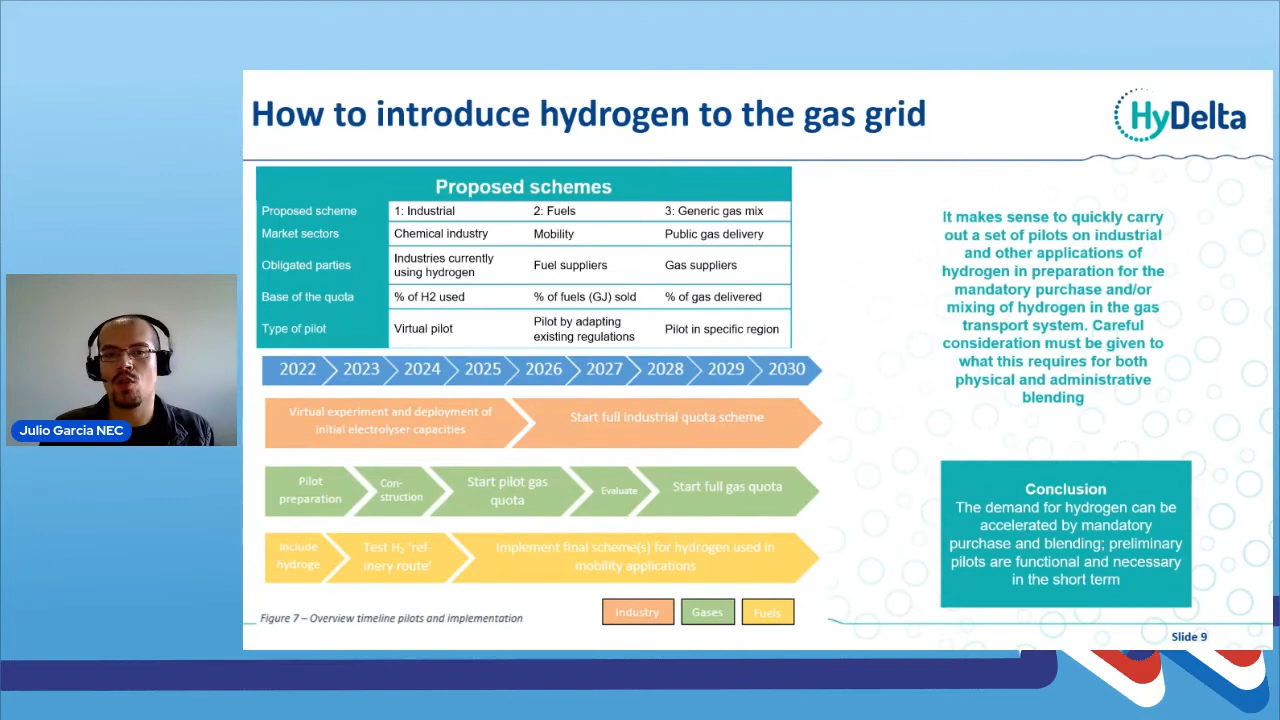 How to introduce hydrogen to the gas grid
HyDelta
Proposed schemes
Proposed scheme 1: Industrial 2: Fuels 3: Generic gas mix
Market sectors Chemical industry Mobility Public gas delivery
Obligated parties Industries currently using hydrogen Fuel suppliers Gas suppliers
Base of the quota % of H2 used % of fuels (GJ) sold % of gas delivered
Type of pilot Virtual pilot Pilot by adapting existing regulations Pilot in specific region
2022 2023 2024 2025 2026 2027 2028 2029 2030
Virtual experiment and deployment of
initial electrolyser capacities
Start full industrial quota scheme
Pilot
preparation
Con-
struction
Start pilot gas
quota
Evaluate
Start full gas quota
Include
hydroge
Test H₂ 'ref-
inery route'
Implement final scheme(s) for hydrogen used in
mobility applications
Figure 7 – Overview timeline pilots and implementation
Industry Gases Fuels
It makes sense to quickly carry
out a set of pilots on industrial
and other applications of
hydrogen in preparation for the
mandatory purchase and/or
mixing of hydrogen in the gas
transport system. Careful
consideration must be given to
what this requires for both
physical and administrative
blending
Conclusion
The demand for hydrogen can be
accelerated by mandatory
purchase and blending; preliminary
pilots are functional and necessary
in the short term
Slide 9
Julio Garcia NEC